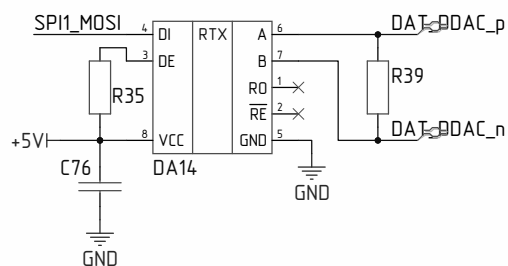 SPI1_MOSI
4 DI RTX A 6 DAT_DDAC_p
3 DE B 7
R35 RO 1 R39
RE 2
+5V 8 VCC GND 5 DAT_DDAC_n
C76 DA14
GND
GND